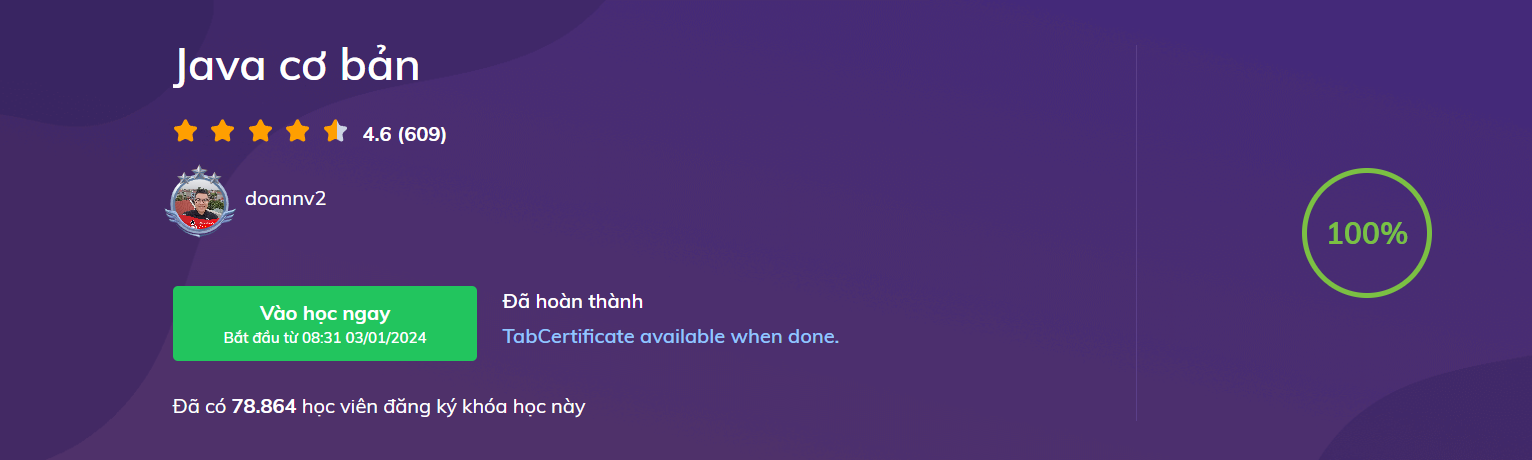 Java cơ bản
4.6 (609)
doannv2
100%
Vào học ngay
Bắt đầu từ 08:31 03/01/2024
Đã hoàn thành
TabCertificate available when done.
Đã có 78.864 học viên đăng ký khóa học này